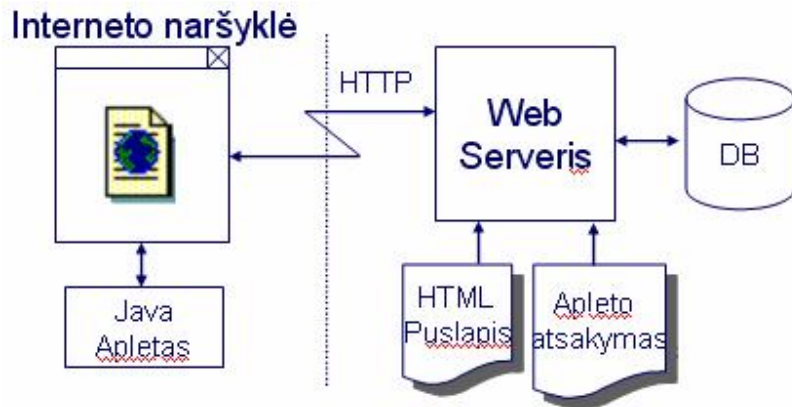 Interneto naršyklė
HTTP
Web
Serveris
DB
Java
Apletas
HTML
Puslapis
Apleto
atsakymas